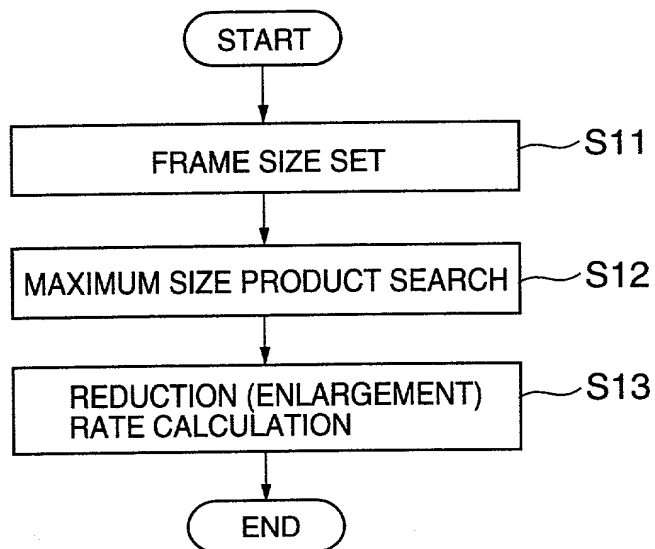 START
FRAME SIZE SET
S11
MAXIMUM SIZE PRODUCT SEARCH
S12
REDUCTION (ENLARGEMENT)
RATE CALCULATION
S13
END